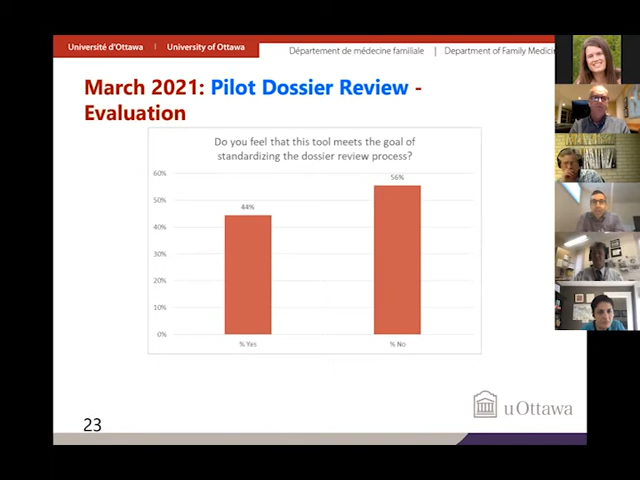 Université d'Ottawa | University of Ottawa
Département de médecine familiale | Department of Family Medicin
March 2021: Pilot Dossier Review -
Evaluation
Do you feel that this tool meets the goal of
standardizing the dossier review process?
60%
50%
40%
30%
20%
10%
0%
44%
56%
% Yes
% No
uOttawa
23